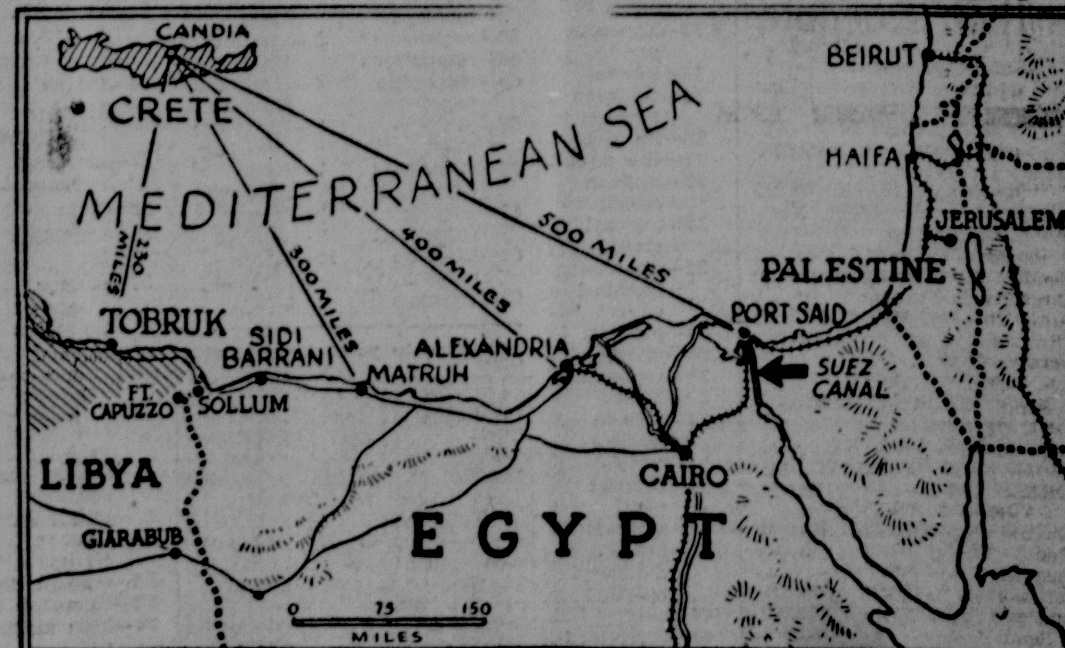 CANDIA
CRETE
MEDITERRANEAN SEA
BEIRUT
HAIFA
JERUSALEM
PALESTINE
230
MILES
300 MILES
400 MILES
500 MILES
PORT SAID
TOBRUK
SIDI
BARRANI
ALEXANDRIA
MATRUH
SUEZ
CANAL
FT.
CAPUZZO
SOLLUM
LIBYA
CAIRO
GIARABUB
EGYPT
0 75 150
MILES